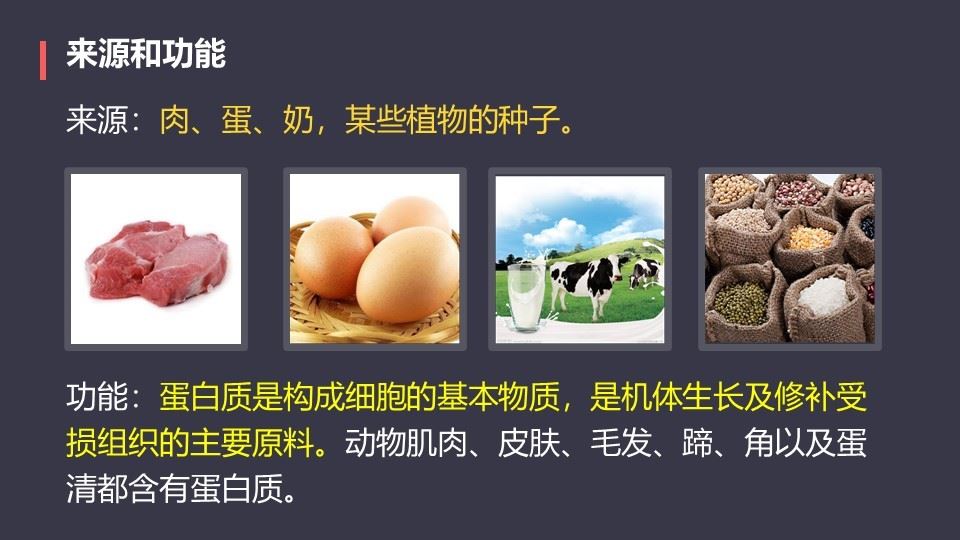 来源和功能
来源：肉、蛋、奶，某些植物的种子。
功能：蛋白质是构成细胞的基本物质，是机体生长及修补受
损组织的主要原料。动物肌肉、皮肤、毛发、蹄、角以及蛋
清都含有蛋白质。